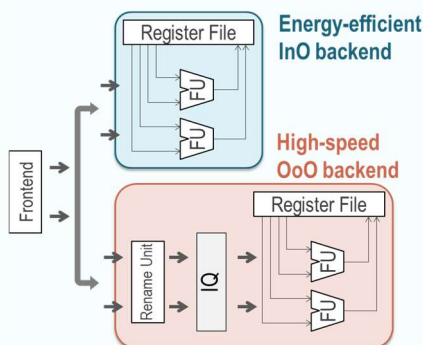 Energy-efficient
InO backend
Register File
FU
FU
High-speed
OoO backend
Frontend
Register File
Rename Unit
IQ
FU
FU